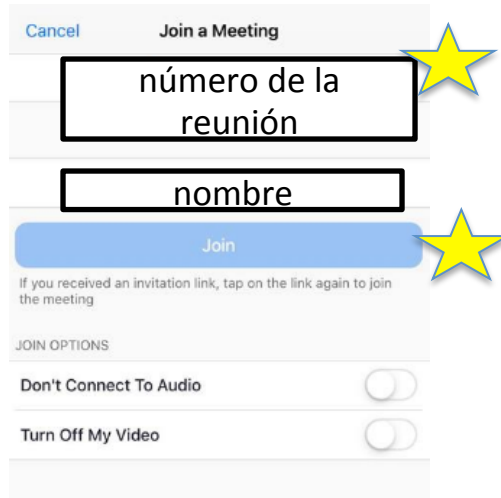 Cancel Join a Meeting
número de la
reunión
nombre
Join
If you received an invitation link, tap on the link again to join
the meeting
JOIN OPTIONS
Don't Connect To Audio
Turn Off My Video